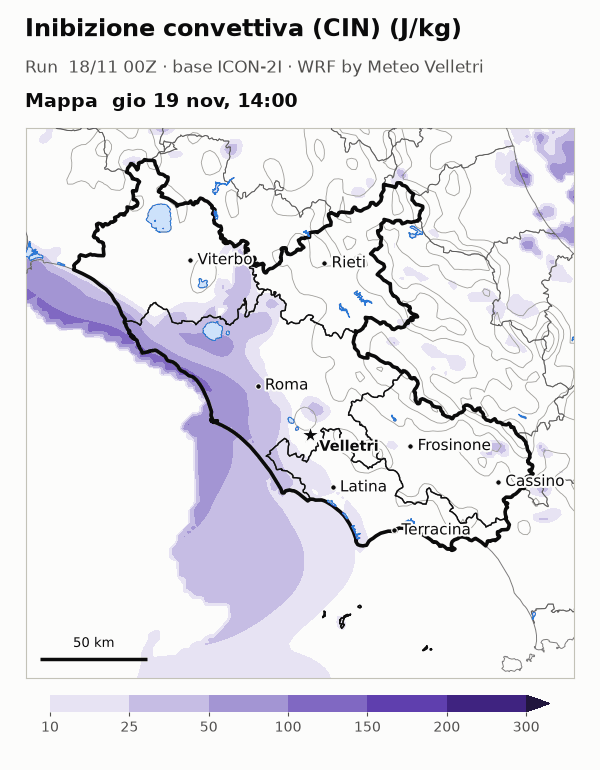 Inibizione convettiva (CIN) (J/kg)
Run  18/11 00Z · base ICON-2I · WRF by Meteo Velletri
Mappa  gio 19 nov, 14:00
Viterbo
Rieti
Roma
Velletri
Frosinone
Cassino
Latina
Terracina
50 km
10 25 50 100 150 200 300